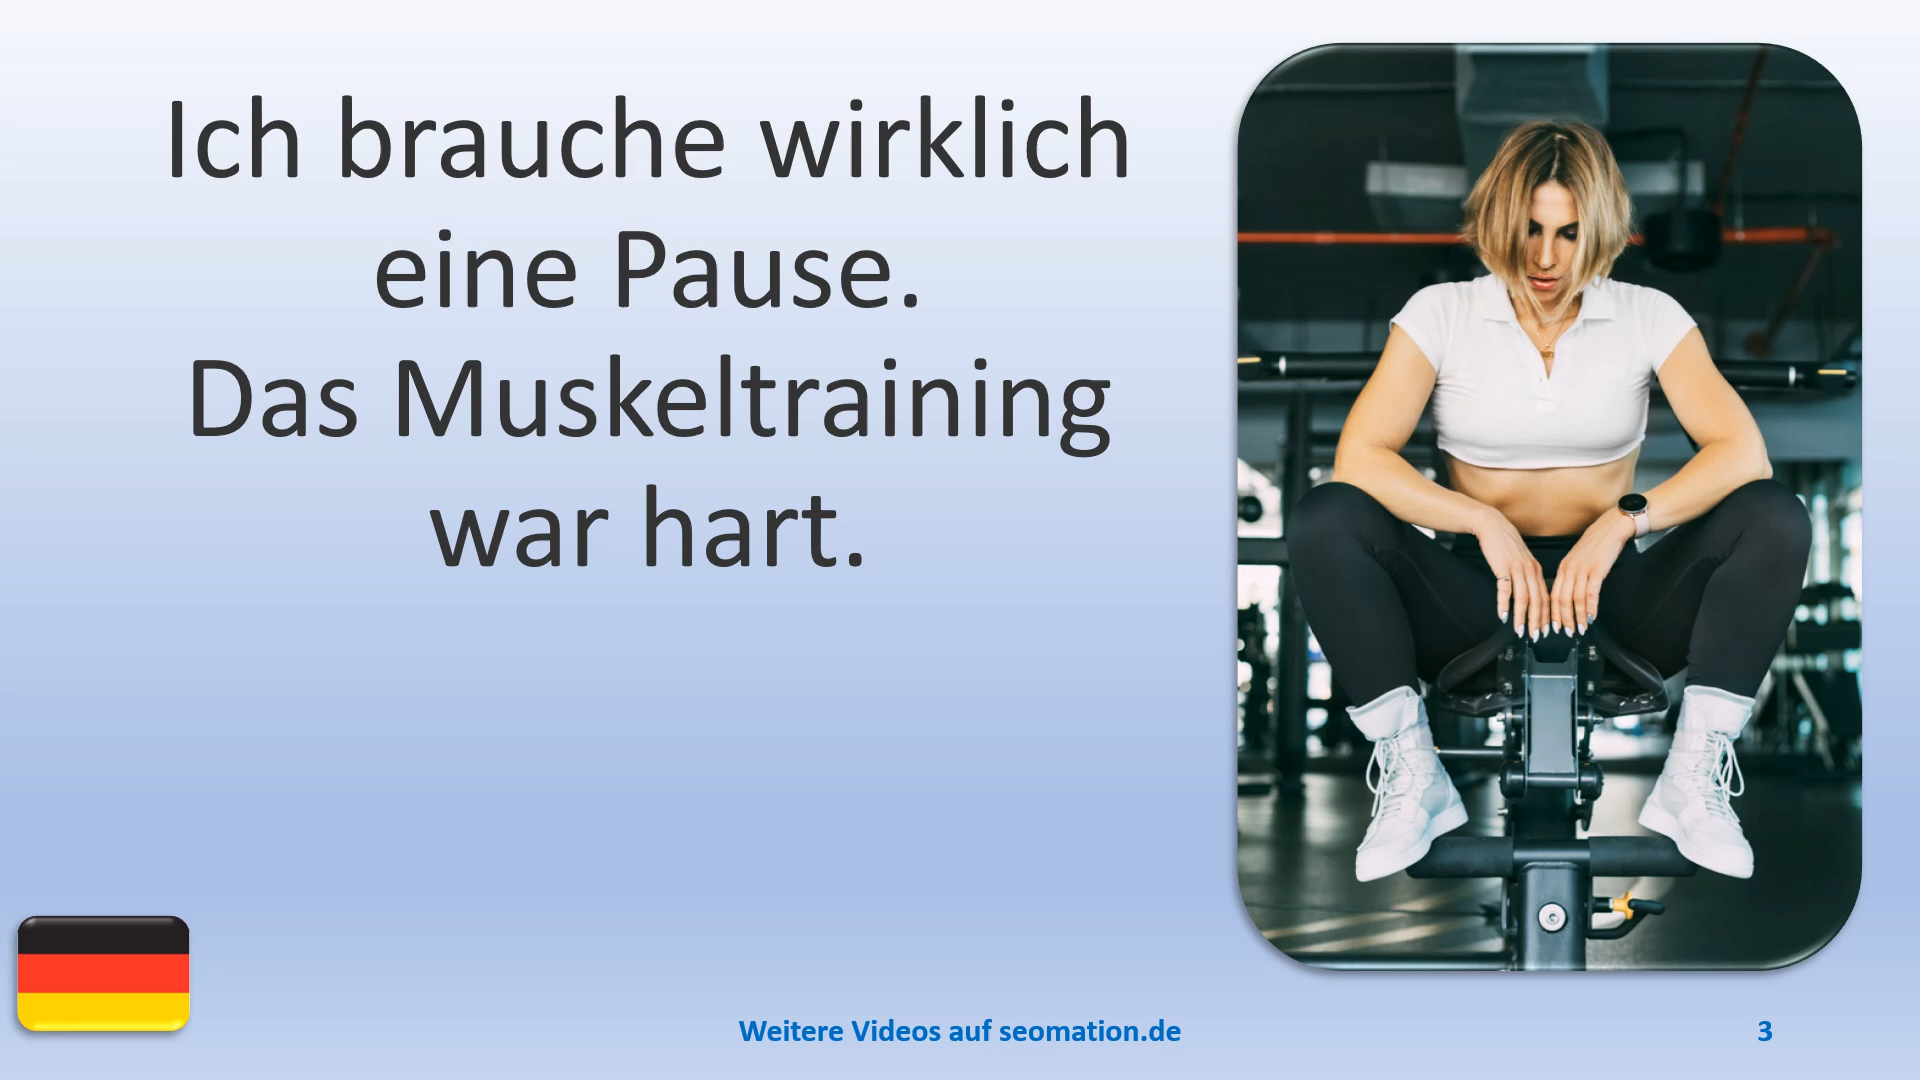 Ich brauche wirklich
eine Pause.
Das Muskeltraining
war hart.
Weitere Videos auf seomation.de
3